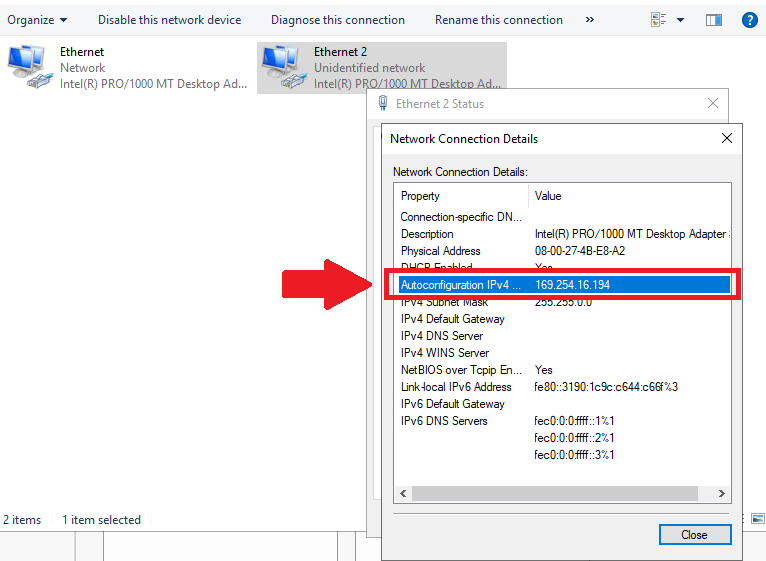 Organize Disable this network device Diagnose this connection Rename this connection »
Ethernet
Network
Intel(R) PRO/1000 MT Desktop Ad...
Ethernet 2
Unidentified network
Intel(R) PRO/1000 MT Desktop Ad...
Ethernet 2 Status
Network Connection Details
Network Connection Details:
Property Value
Connection-specific DN...
Description Intel(R) PRO/1000 MT Desktop Adapter
Physical Address 08-00-27-4B-E8-A2
DHCP Enabled Yes
Autoconfiguration IPv4 ... 169.254.16.194
IPv4 Subnet Mask 255.255.0.0
IPv4 Default Gateway
IPv4 DNS Server
IPv4 WINS Server
NetBIOS over Tcpip En... Yes
Link-local IPv6 Address fe80::3190:1c9c:c644:c66f%3
IPv6 Default Gateway
IPv6 DNS Servers fec0:0:0:ffff::1%1
fec0:0:0:ffff::2%1
fec0:0:0:ffff::3%1
2 items 1 item selected
Close